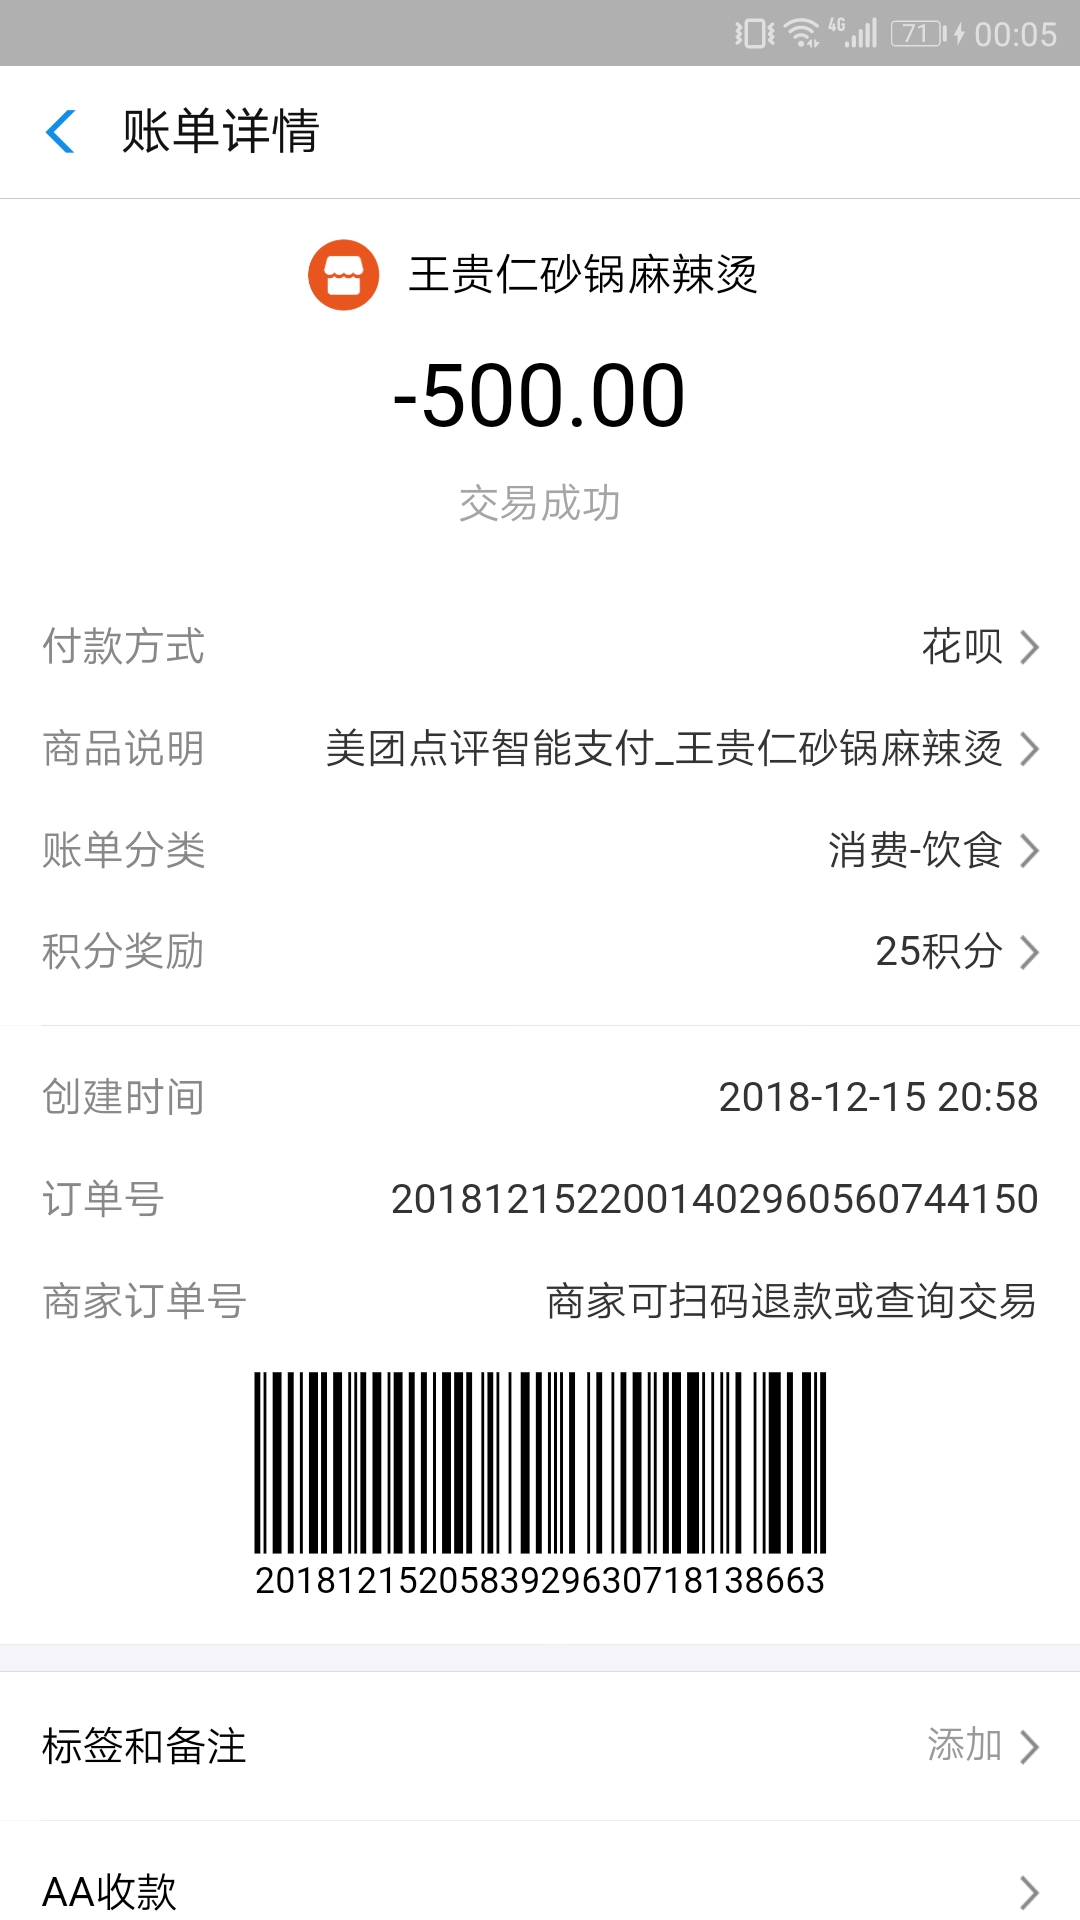 4G 71 00:05
账单详情
王贵仁砂锅麻辣烫
-500.00
交易成功
付款方式 花呗
商品说明 美团点评智能支付_王贵仁砂锅麻辣烫
账单分类 消费-饮食
积分奖励 25积分
创建时间 2018-12-15 20:58
订单号 2018121522001402960560744150
商家订单号 商家可扫码退款或查询交易
2018121520583929630718138663
标签和备注 添加
AA收款